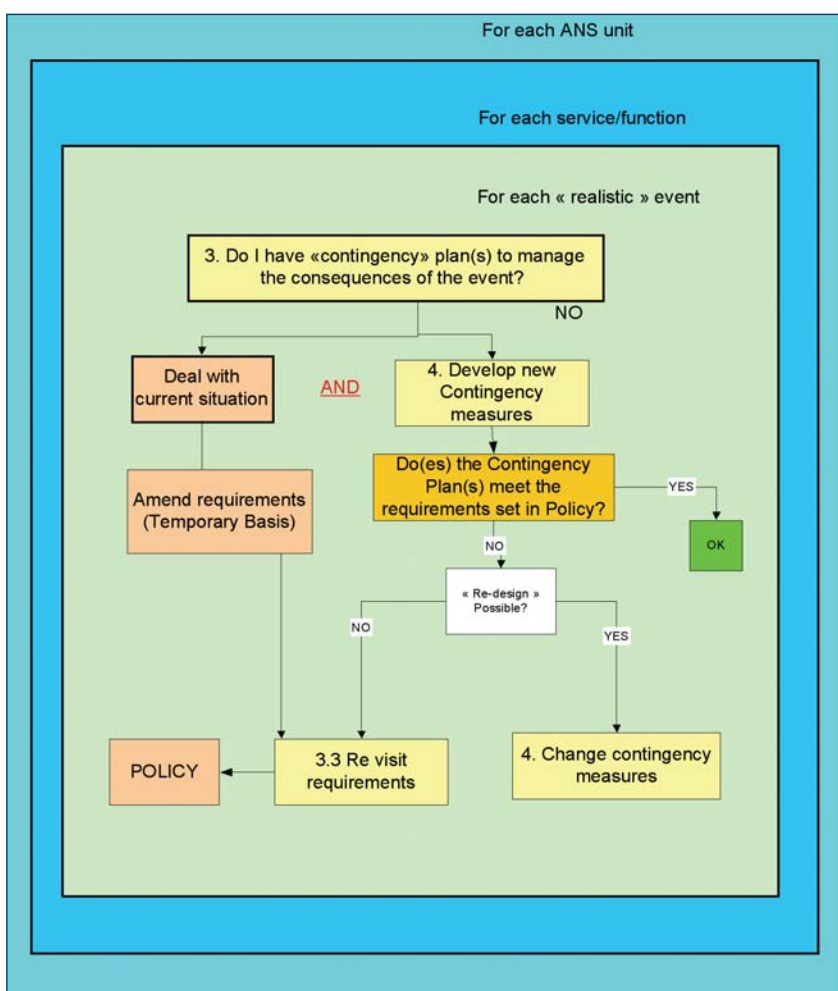 For each ANS unit
For each service/function
For each « realistic » event
3. Do I have «contingency» plan(s) to manage
the consequences of the event?
NO
Deal with
current situation
AND
4. Develop new
Contingency
measures
Do(es) the Contingency
Plan(s) meet the
requirements set in Policy?
YES
Amend requirements
(Temporary Basis)
OK
NO
« Re-design »
Possible?
NO
YES
POLICY
3.3 Re visit
requirements
4. Change contingency
measures